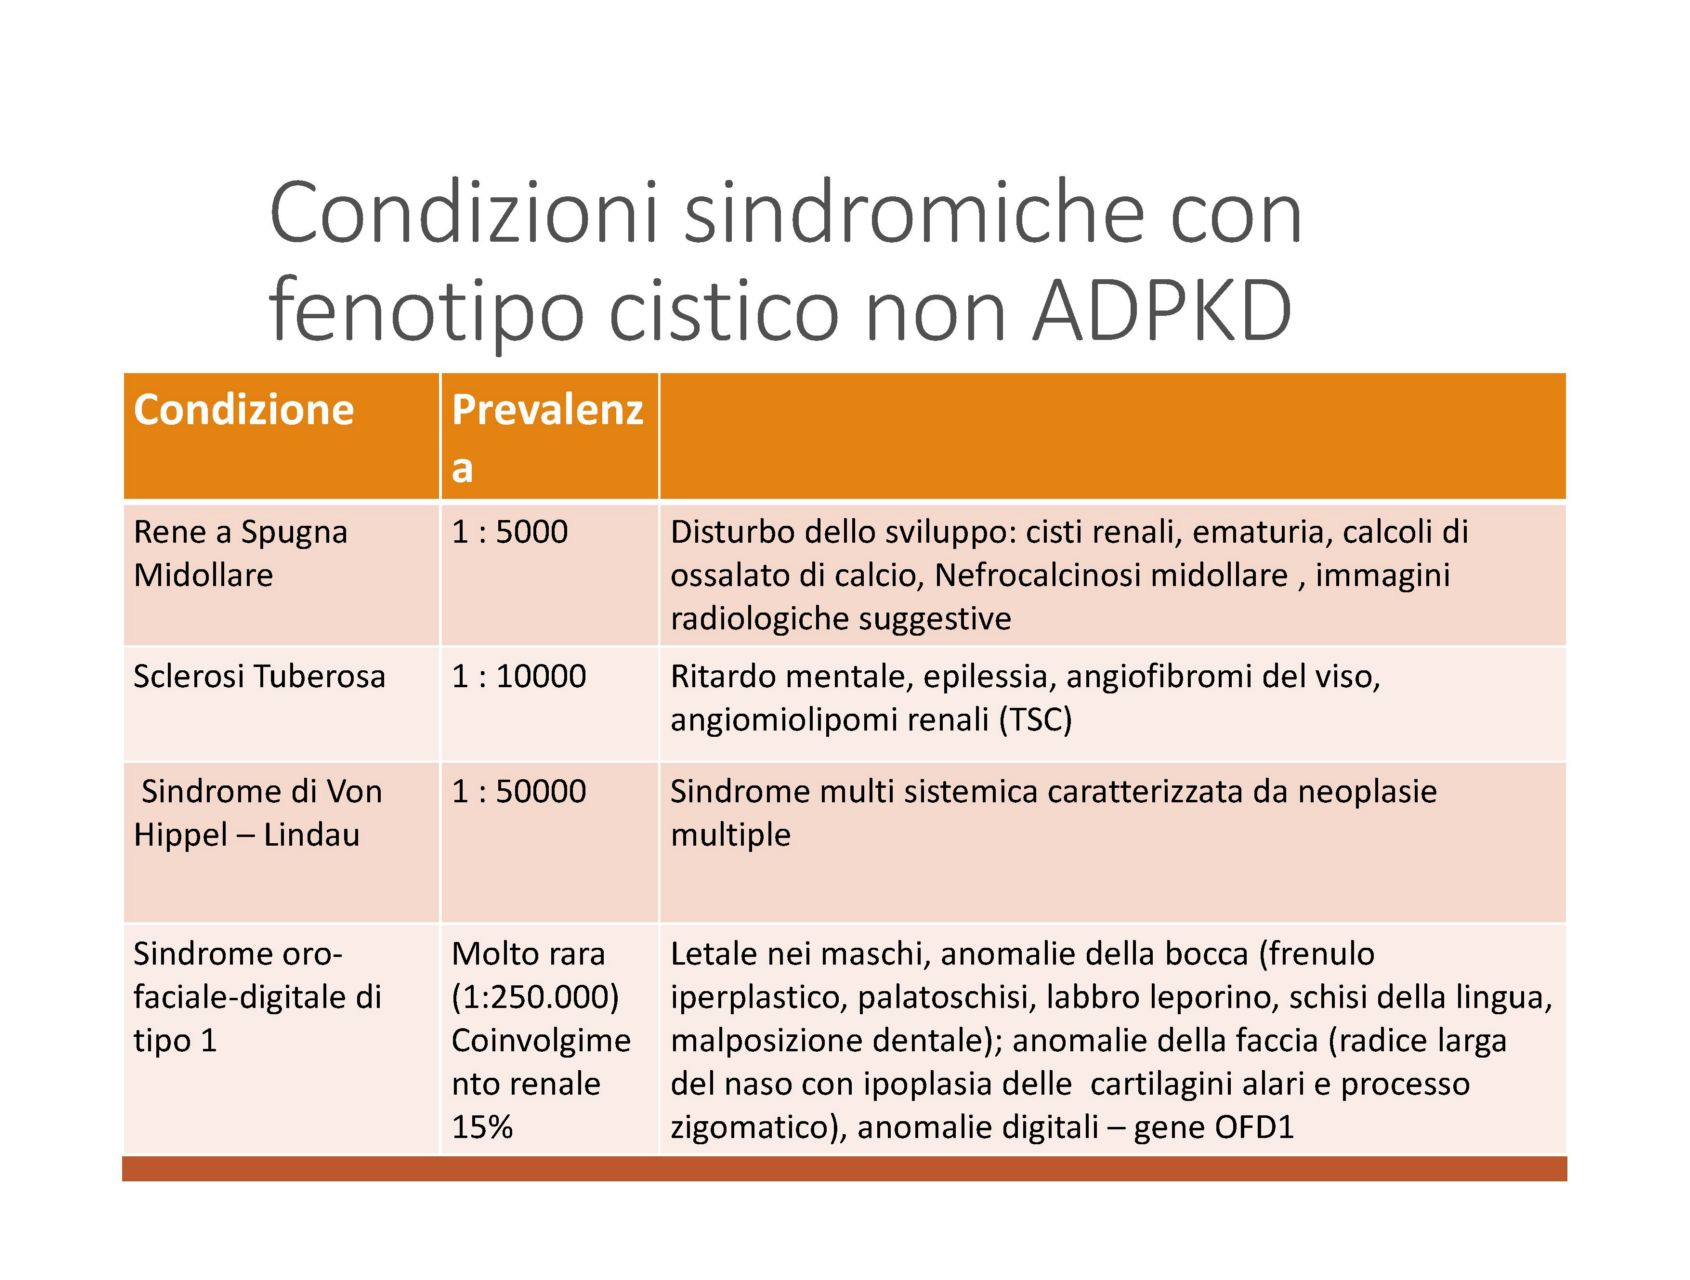 Condizioni sindromiche con
fenotipo cistico non ADPKD
Condizione
Prevalenz
a
Rene a Spugna
Midollare
1 : 5000
Disturbo dello sviluppo: cisti renali, ematuria, calcoli di
ossalato di calcio, Nefrocalcinosi midollare , immagini
radiologiche suggestive
Sclerosi Tuberosa
1 : 10000
Ritardo mentale, epilessia, angiofibromi del viso,
angiomiolipomi renali (TSC)
Sindrome di Von
Hippel – Lindau
1 : 50000
Sindrome multi sistemica caratterizzata da neoplasie
multiple
Sindrome oro-
faciale-digitale di
tipo 1
Molto rara
(1:250.000)
Coinvolgime
nto renale
15%
Letale nei maschi, anomalie della bocca (frenulo
iperplastico, palatoschisi, labbro leporino, schisi della lingua,
malposizione dentale); anomalie della faccia (radice larga
del naso con ipoplasia delle  cartilagini alari e processo
zigomatico), anomalie digitali – gene OFD1